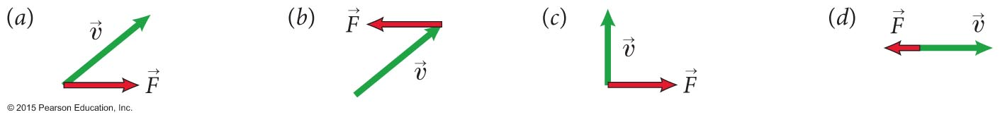 (a) v⃗ F⃗
(b) F⃗ v⃗
(c) v⃗ F⃗
(d) F⃗ v⃗
© 2015 Pearson Education, Inc.